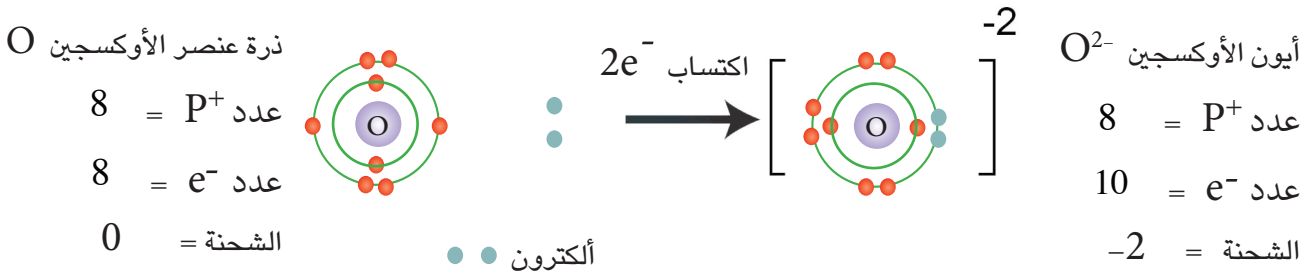 ذرة عنصر الأوكسجين O
عدد P⁺ = 8
عدد e⁻ = 8
الشحنة = 0
O
اكتساب 2e⁻
O
-2
أيون الأوكسجين O²⁻
عدد P⁺ = 8
عدد e⁻ = 10
الشحنة = 2–
ألكترون